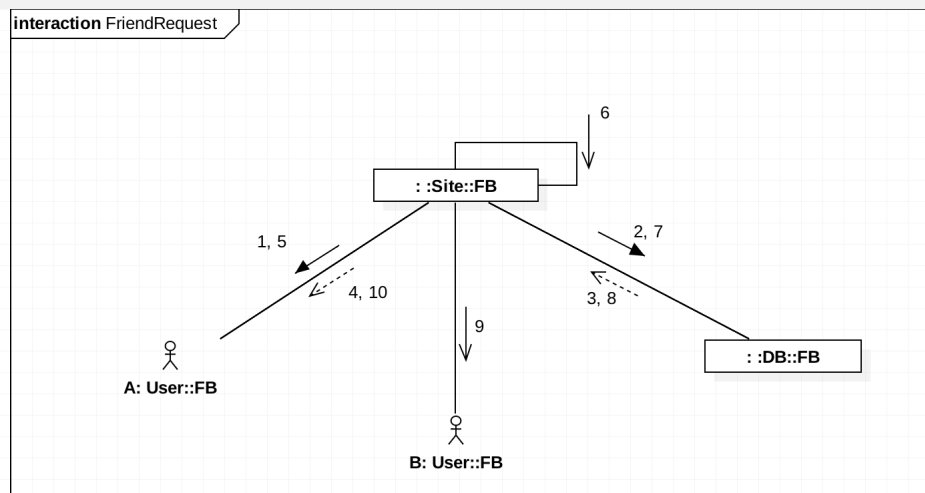 interaction FriendRequest
6
: :Site::FB
1, 5
2, 7
4, 10
3, 8
9
: :DB::FB
A: User::FB
B: User::FB